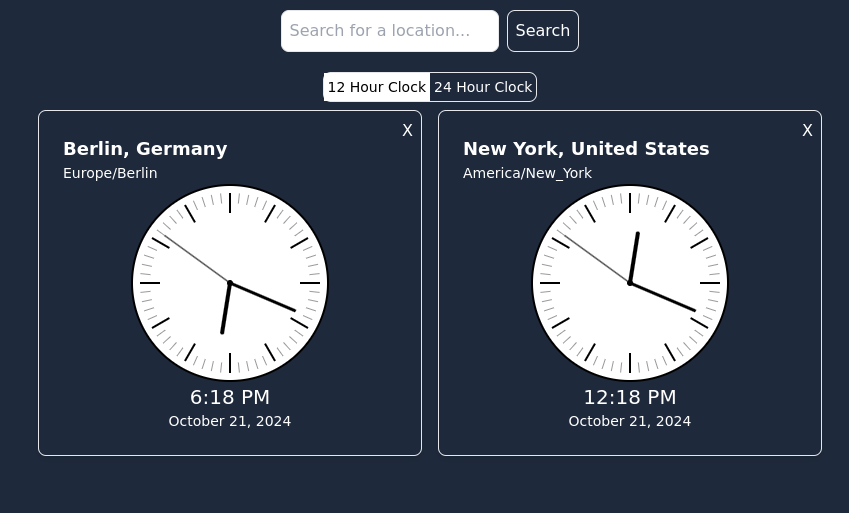 Search for a location...
Search
12 Hour Clock
24 Hour Clock
X
Berlin, Germany
Europe/Berlin
6:18 PM
October 21, 2024
X
New York, United States
America/New_York
12:18 PM
October 21, 2024